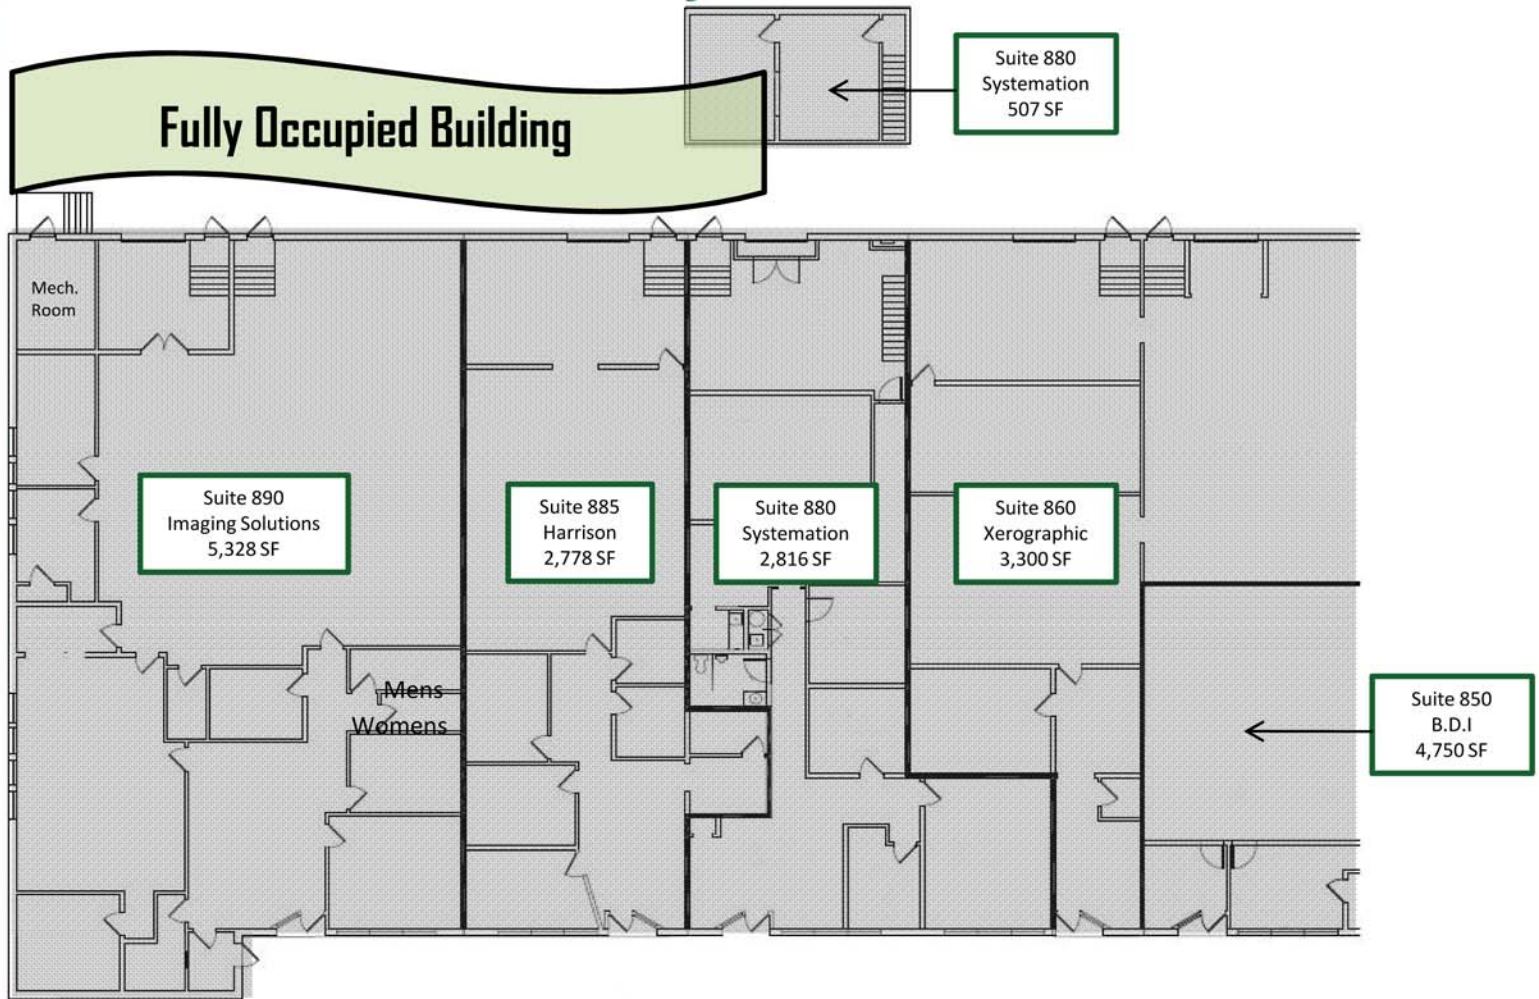 Suite 880
Systemation
507 SF
Fully Occupied Building
Mech.
Room
Suite 890
Imaging Solutions
5,328 SF
Suite 885
Harrison
2,778 SF
Suite 880
Systemation
2,816 SF
Suite 860
Xerographic
3,300 SF
Mens
Womens
Suite 850
B.D.I
4,750 SF